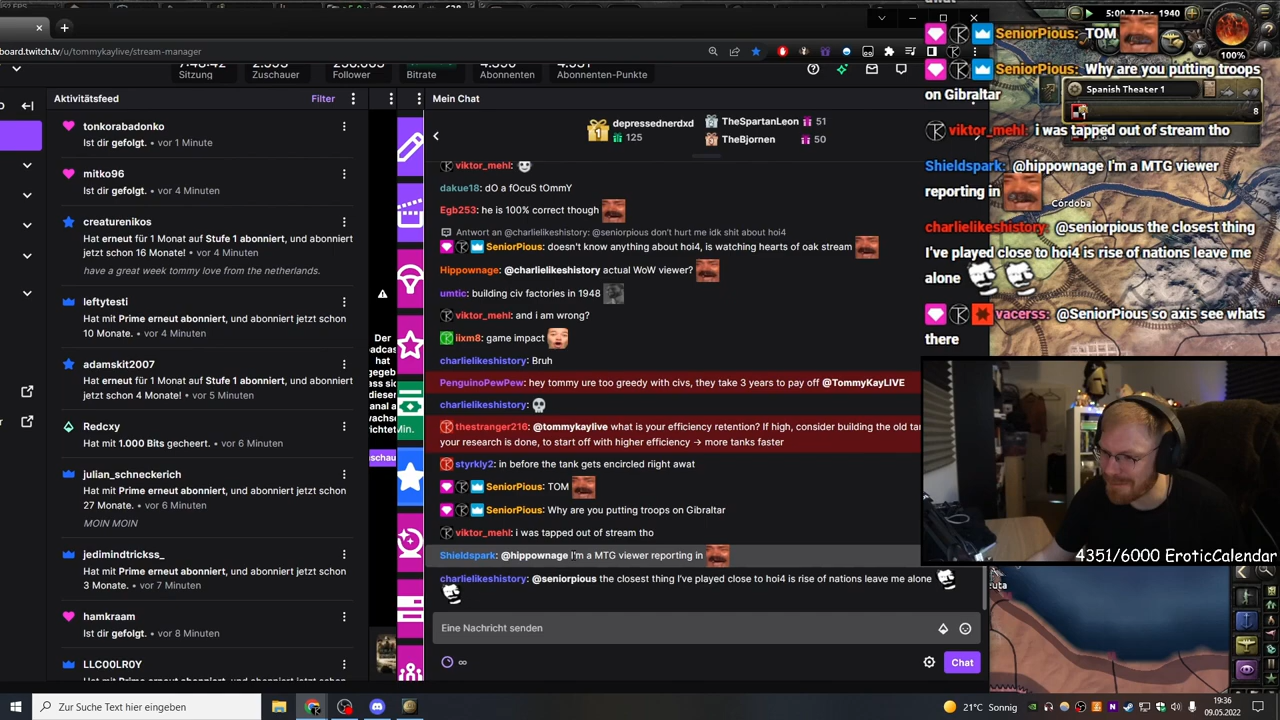 board.twitch.tv/u/tommykaylive/stream-manager
Sitzung
Zuschauer
Follower
Bitrate
Abonnenten
Abonnenten-Punkte
Aktivitätsfeed
Filter
tonkorabadonko
Ist dir gefolgt. • vor 1 Minute
mitko96
Ist dir gefolgt. • vor 4 Minuten
creaturenikos
Hat erneut für 1 Monat auf Stufe 1 abonniert, und abonniert
jetzt schon 16 Monate! • vor 4 Minuten
have a great week tommy love from the netherlands.
leftytesti
Hat mit Prime erneut abonniert, und abonniert jetzt schon
10 Monate. • vor 4 Minuten
adamskit2007
Hat erneut für 1 Monat auf Stufe 1 abonniert, und abonniert
jetzt schon 4 Monate! • vor 5 Minuten
Redcxy
Hat mit 1.000 Bits gecheert. • vor 6 Minuten
julian_schneckerich
Hat mit Prime erneut abonniert, und abonniert jetzt schon
27 Monate. • vor 6 Minuten
MOIN MOIN
jedimindtrickss_
Hat mit Prime erneut abonniert, und abonniert jetzt schon
3 Monate. • vor 7 Minuten
hamkraam
Ist dir gefolgt. • vor 8 Minuten
LLC00LR0Y
Mein Chat
1
depressednerdxd
125
TheSpartanLeon 51
TheBjornen 50
viktor_mehl:
dakue18: dO a fOcuS tOmmY
Egb253: he is 100% correct though
Antwort an @charlielikeshistory: @seniorpious don't hurt me idk shit about hoi4
SeniorPious: doesn't know anything about hoi4, is watching hearts of oak stream
Hippownage: @charlielikeshistory actual WoW viewer?
umtic: building civ factories in 1948
viktor_mehl: and i am wrong?
iixm8: game impact
charlielikeshistory: Bruh
PenguinoPewPew: hey tommy ure too greedy with civs, they take 3 years to pay off @TommyKayLIVE
charlielikeshistory:
thestranger216: @tommykaylive what is your efficiency retention? If high, consider building the old tan
your research is done, to start off with higher efficiency -> more tanks faster
styrkly2: in before the tank gets encircled riight awat
SeniorPious: TOM
SeniorPious: Why are you putting troops on Gibraltar
viktor_mehl: i was tapped out of stream tho
Shieldspark: @hippownage I'm a MTG viewer reporting in
charlielikeshistory: @seniorpious the closest thing I've played close to hoi4 is rise of nations leave me alone
Eine Nachricht senden
Chat
5:00, 7 Dec, 1940
100%
SeniorPious: TOM
SeniorPious: Why are you putting troops
on Gibraltar
Spanish Theater 1
1
8
viktor_mehl: i was tapped out of stream tho
Shieldspark: @hippownage I'm a MTG viewer
reporting in
Córdoba
charlielikeshistory: @seniorpious the closest thing
I've played close to hoi4 is rise of nations leave me
alone
vacerss: @SeniorPious so axis see whats
there
4351/6000 EroticCalendar
Zur Suche Text hier eingeben
21°C Sonnig
19:36
09.05.2022